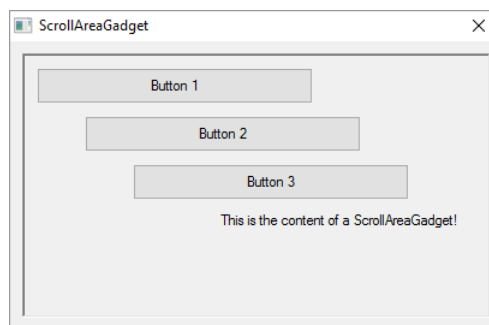 ScrollAreaGadget
Button 1
Button 2
Button 3
This is the content of a ScrollAreaGadget!